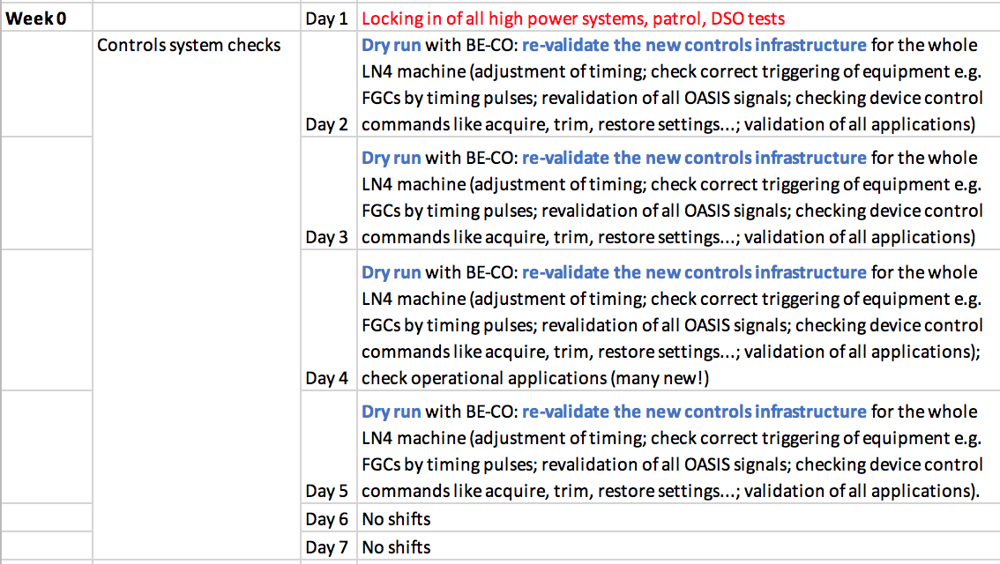 Week 0 Day 1 Locking in of all high power systems, patrol, DSO tests
Controls system checks
Dry run with BE-CO: re-validate the new controls infrastructure for the whole
LN4 machine (adjustment of timing; check correct triggering of equipment e.g.
FGCs by timing pulses; revalidation of all OASIS signals; checking device control
Day 2 commands like acquire, trim, restore settings...; validation of all applications)
Dry run with BE-CO: re-validate the new controls infrastructure for the whole
LN4 machine (adjustment of timing; check correct triggering of equipment e.g.
FGCs by timing pulses; revalidation of all OASIS signals; checking device control
Day 3 commands like acquire, trim, restore settings...; validation of all applications)
Dry run with BE-CO: re-validate the new controls infrastructure for the whole
LN4 machine (adjustment of timing; check correct triggering of equipment e.g.
FGCs by timing pulses; revalidation of all OASIS signals; checking device control
commands like acquire, trim, restore settings...; validation of all applications);
Day 4 check operational applications (many new!)
Dry run with BE-CO: re-validate the new controls infrastructure for the whole
LN4 machine (adjustment of timing; check correct triggering of equipment e.g.
FGCs by timing pulses; revalidation of all OASIS signals; checking device control
Day 5 commands like acquire, trim, restore settings...; validation of all applications).
Day 6 No shifts
Day 7 No shifts